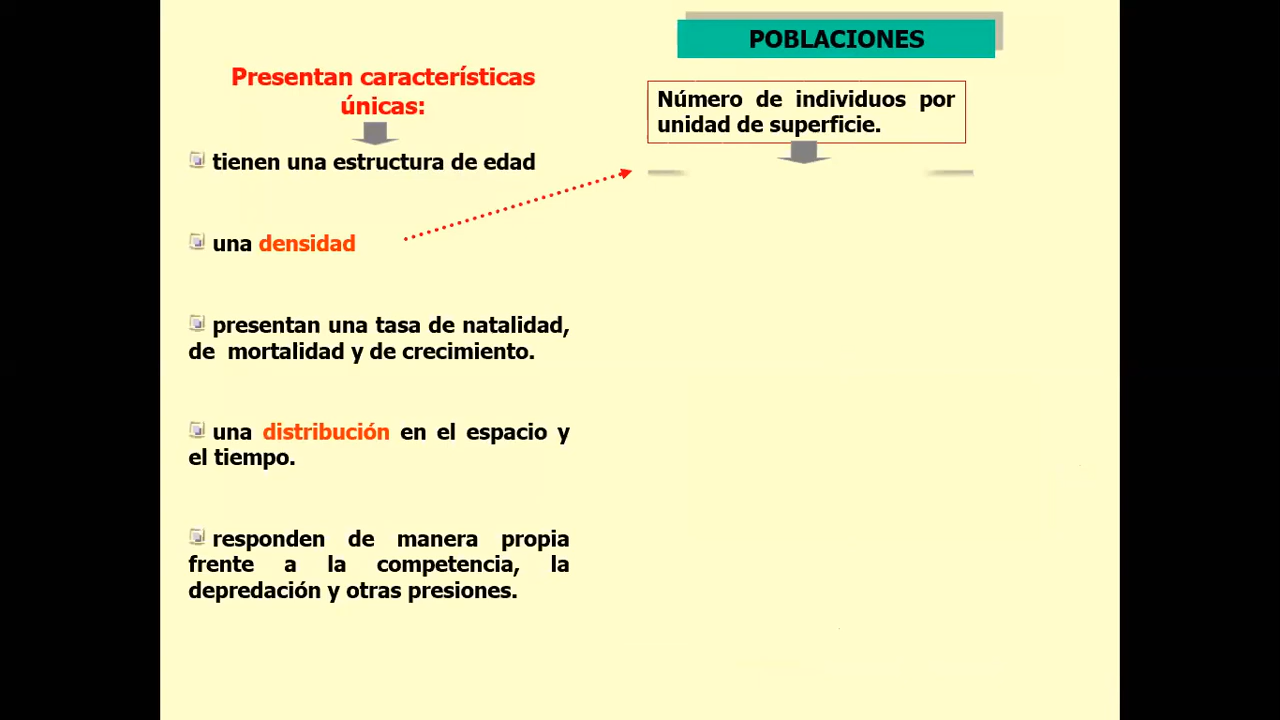 POBLACIONES
Presentan características
únicas:
tienen una estructura de edad
una densidad
presentan una tasa de natalidad,
de mortalidad y de crecimiento.
una distribución en el espacio y
el tiempo.
responden de manera propia
frente a la competencia, la
depredación y otras presiones.
Número de individuos por
unidad de superficie.